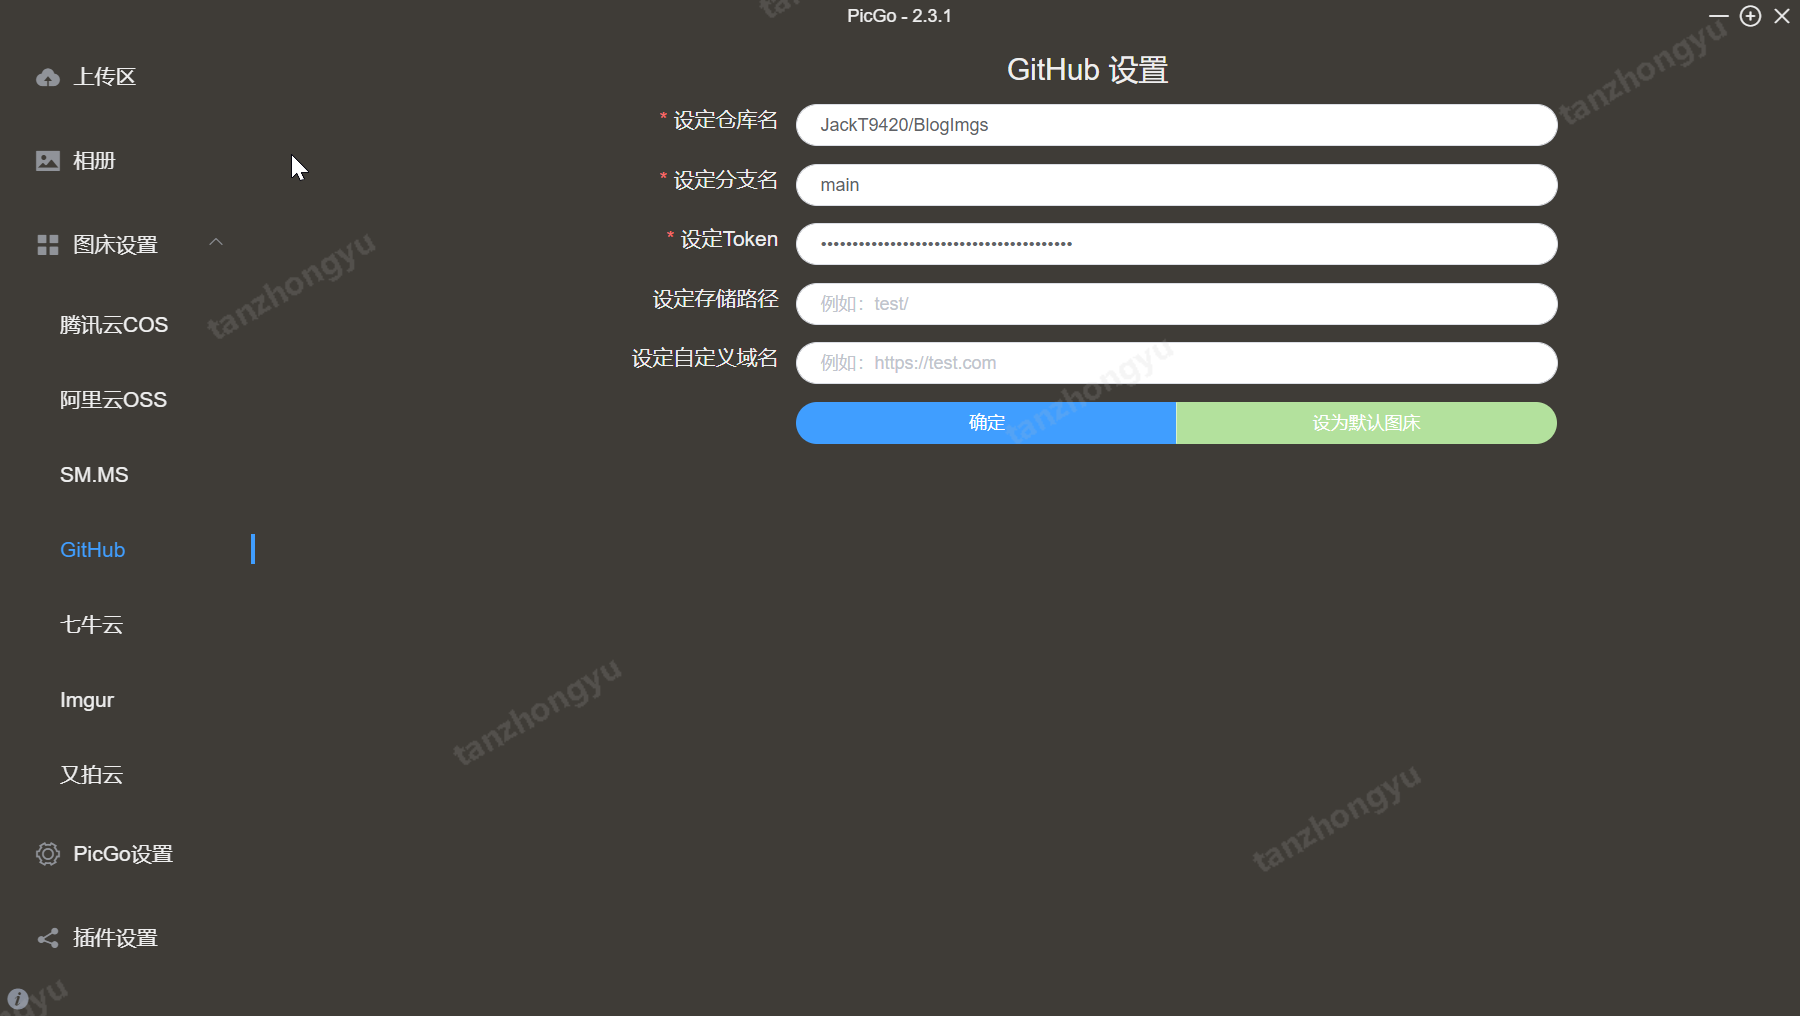 PicGo - 2.3.1
上传区
相册
图床设置
腾讯云COS
阿里云OSS
SM.MS
GitHub
七牛云
Imgur
又拍云
PicGo设置
插件设置
GitHub 设置
* 设定仓库名 JackT9420/BlogImgs
* 设定分支名 main
* 设定Token ••••••••••••••••••••••••••••••••••••••••
设定存储路径 例如：test/
设定自定义域名 例如：https://test.com
确定 设为默认图床
tanzhongyu
tanzhongyu
tanzhongyu
tanzhongyu
tanzhongyu